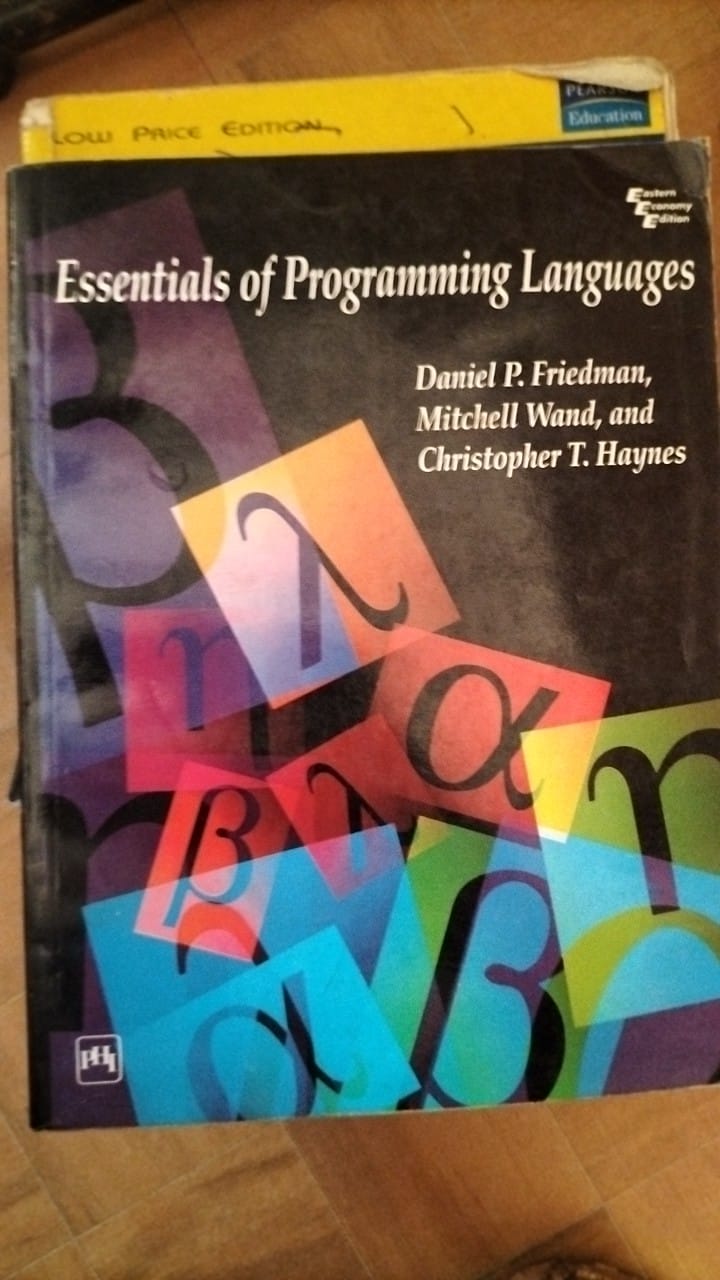 LOW PRICE EDITION
PEARSON
Education
Eastern
Economy
Edition
Essentials of Programming Languages
Daniel P. Friedman,
Mitchell Wand, and
Christopher T. Haynes
β
λ
η
α
β
λ
η
β
α
PHI